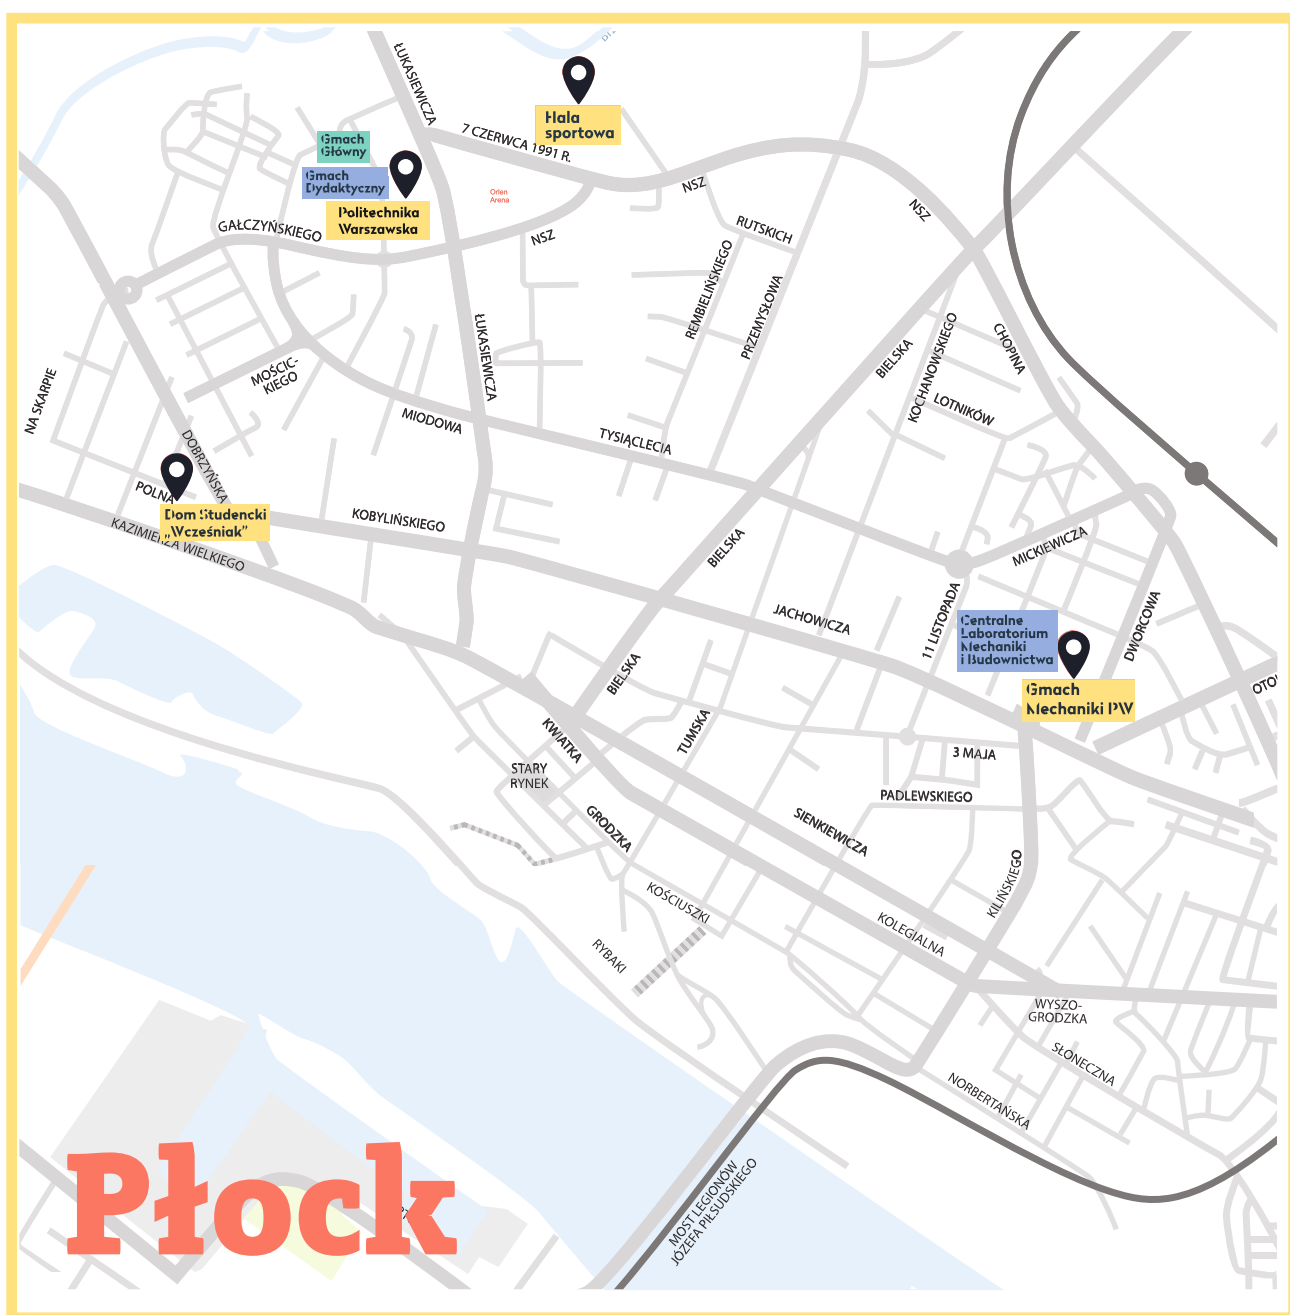 ŁUKASIEWICZA
7 CZERWCA 1991 R.
Hala
sportowa
Gmach
Główny
Gmach
Dydaktyczny
Politechnika
Warszawska
Orlen
Arena
NSZ
NSZ
NSZ
GAŁCZYŃSKIEGO
RUTSKICH
REMBIELIŃSKIEGO
PRZEMYSŁOWA
ŁUKASIEWICZA
BIELSKA
KOCHANOWSKIEGO
CHOPINA
LOTNIKÓW
NA SKARPIE
MOŚCIC-
KIEGO
MIODOWA
TYSIĄCLECIA
DOBRZYŃSKA
POLNA
Dom Studencki
„Wcześniak”
KAZIMIERZA WIELKIEGO
KOBYLIŃSKIEGO
BIELSKA
MICKIEWICZA
JACHOWICZA
11 LISTOPADA
DWORCOWA
Centralne
Laboratorium
Mechaniki
i Budownictwa
Gmach
Mechaniki PW
BIELSKA
TUMSKA
KWIATKA
STARY
RYNEK
3 MAJA
PADLEWSKIEGO
GRODZKA
SIENKIEWICZA
KILIŃSKIEGO
KOŚCIUSZKI
KOLEGIALNA
RYBAKI
WYSZO-
GRODZKA
SŁONECZNA
NORBERTAŃSKA
MOST LEGIONÓW
JÓZEFA PIŁSUDSKIEGO
Płock